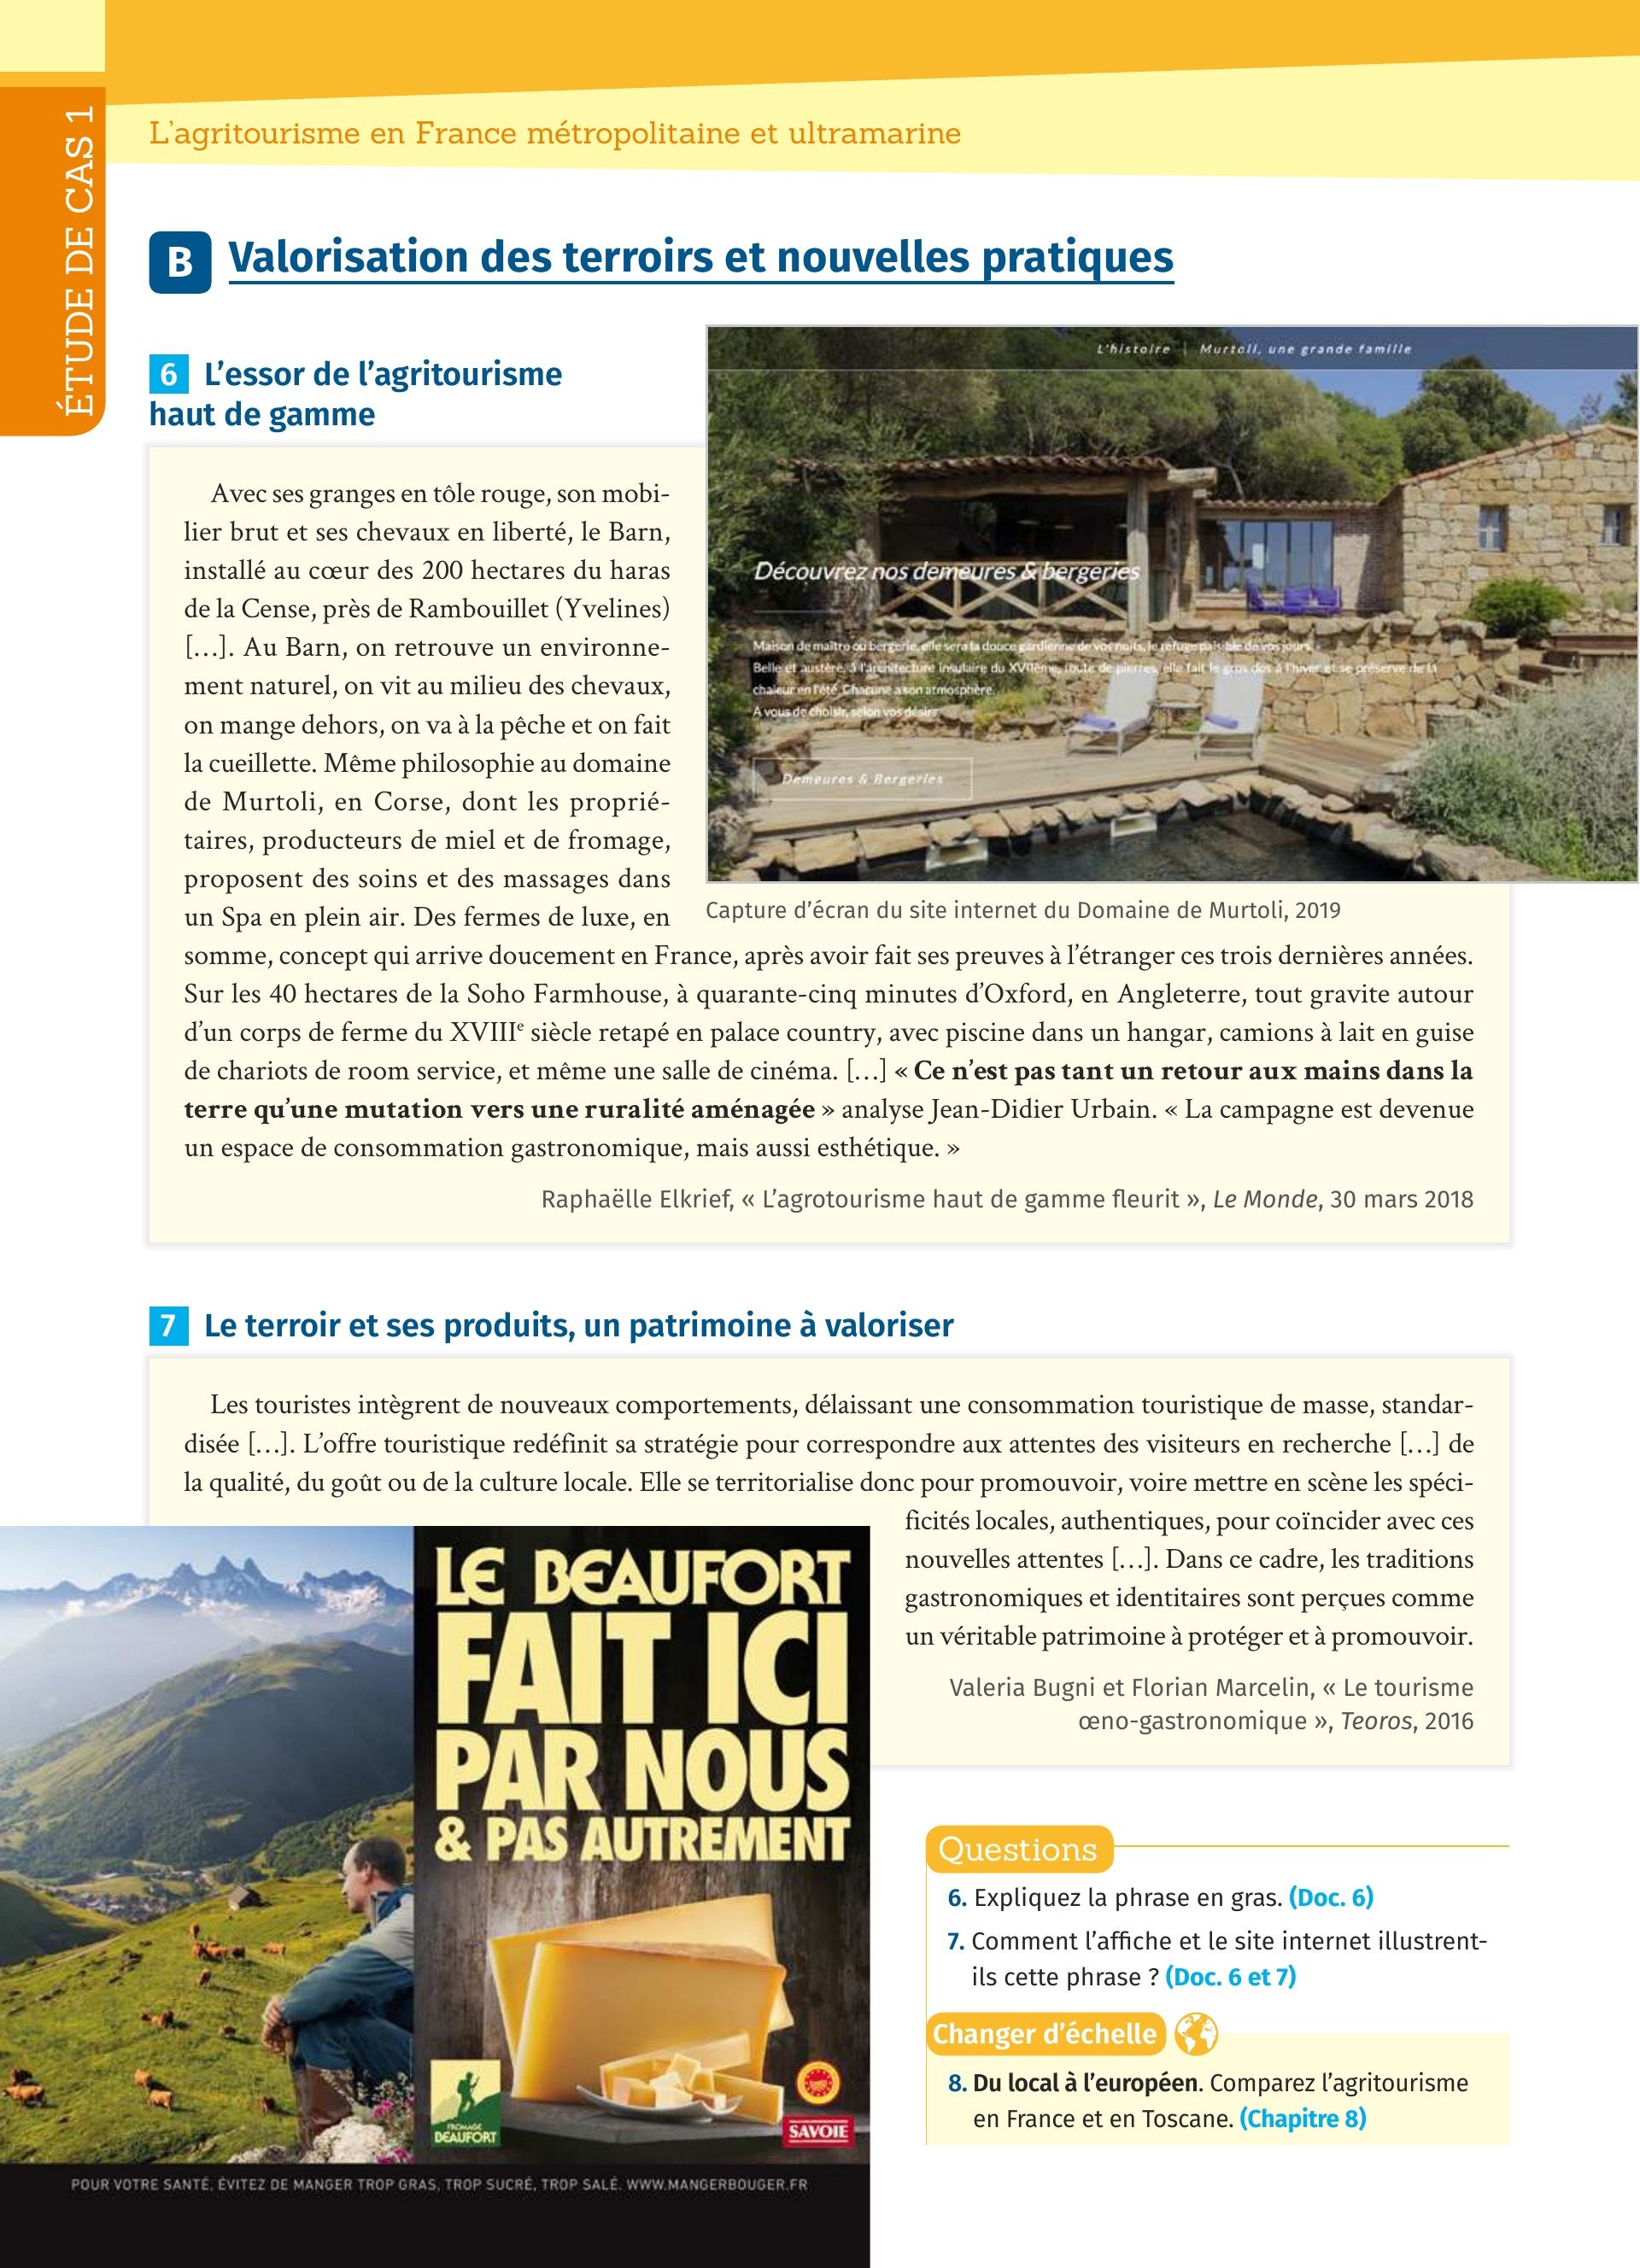 ÉTUDE DE CAS 1
L'agritourisme en France métropolitaine et ultramarine
B Valorisation des terroirs et nouvelles pratiques
6 L'essor de l'agritourisme
haut de gamme
Avec ses granges en tôle rouge, son mobi-
lier brut et ses chevaux en liberté, le Barn,
installé au cœur des 200 hectares du haras
de la Cense, près de Rambouillet (Yvelines)
[…]. Au Barn, on retrouve un environne-
ment naturel, on vit au milieu des chevaux,
on mange dehors, on va à la pêche et on fait
la cueillette. Même philosophie au domaine
de Murtoli, en Corse, dont les proprié-
taires, producteurs de miel et de fromage,
proposent des soins et des massages dans
un Spa en plein air. Des fermes de luxe, en
somme, concept qui arrive doucement en France, après avoir fait ses preuves à l'étranger ces trois dernières années.
Sur les 40 hectares de la Soho Farmhouse, à quarante-cinq minutes d'Oxford, en Angleterre, tout gravite autour
d'un corps de ferme du XVIIIe siècle retapé en palace country, avec piscine dans un hangar, camions à lait en guise
de chariots de room service, et même une salle de cinéma. […] « Ce n'est pas tant un retour aux mains dans la
terre qu'une mutation vers une ruralité aménagée » analyse Jean-Didier Urbain. « La campagne est devenue
un espace de consommation gastronomique, mais aussi esthétique. »
Raphaëlle Elkrief, « L'agrotourisme haut de gamme fleurit », Le Monde, 30 mars 2018
L'histoire | Murtoli, une grande famille
Découvrez nos demeures & bergeries
Maison de maître ou bergerie, elle sera la douce gardienne de vos nuits, le refuge paisible de vos jours.
Belle et austère, à l'architecture insulaire du XVIIème, toute de pierres, elle fait le gros dos à l'hiver et se préserve de la
chaleur en l'été. Chacune a son atmosphère.
A vous de choisir, selon vos désirs.
Demeures & Bergeries
Capture d'écran du site internet du Domaine de Murtoli, 2019
7 Le terroir et ses produits, un patrimoine à valoriser
Les touristes intègrent de nouveaux comportements, délaissant une consommation touristique de masse, standar-
disée […]. L'offre touristique redéfinit sa stratégie pour correspondre aux attentes des visiteurs en recherche […] de
la qualité, du goût ou de la culture locale. Elle se territorialise donc pour promouvoir, voire mettre en scène les spéci-
ficités locales, authentiques, pour coïncider avec ces
nouvelles attentes […]. Dans ce cadre, les traditions
gastronomiques et identitaires sont perçues comme
un véritable patrimoine à protéger et à promouvoir.
Valeria Bugni et Florian Marcelin, « Le tourisme
œno-gastronomique », Teoros, 2016
LE BEAUFORT
FAIT ICI
PAR NOUS
& PAS AUTREMENT
FROMAGE
BEAUFORT
SAVOIE
POUR VOTRE SANTÉ, ÉVITEZ DE MANGER TROP GRAS, TROP SUCRÉ, TROP SALÉ. WWW.MANGERBOUGER.FR
Questions
6. Expliquez la phrase en gras. (Doc. 6)
7. Comment l'affiche et le site internet illustrent-
ils cette phrase ? (Doc. 6 et 7)
Changer d'échelle
8. Du local à l'européen. Comparez l'agritourisme
en France et en Toscane. (Chapitre 8)